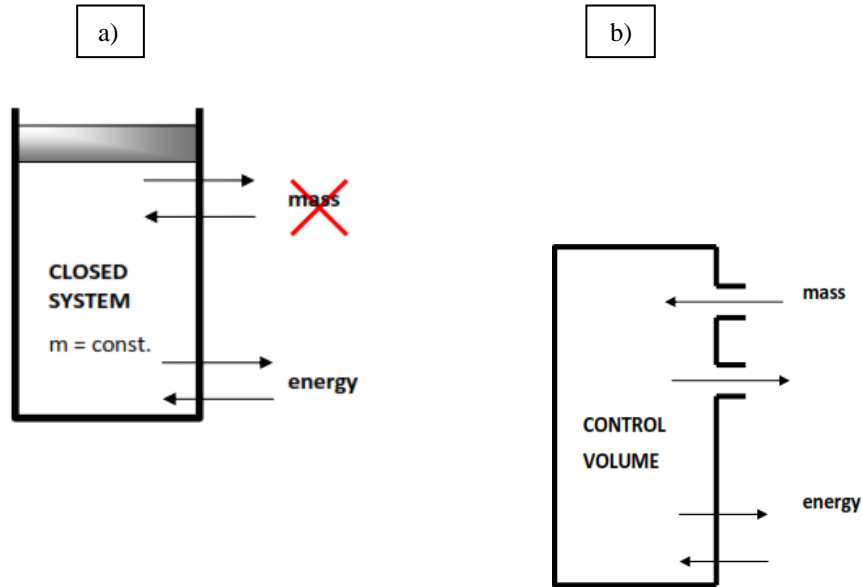 a)
b)
mass
CLOSED
SYSTEM
m = const.
energy
mass
CONTROL
VOLUME
energy